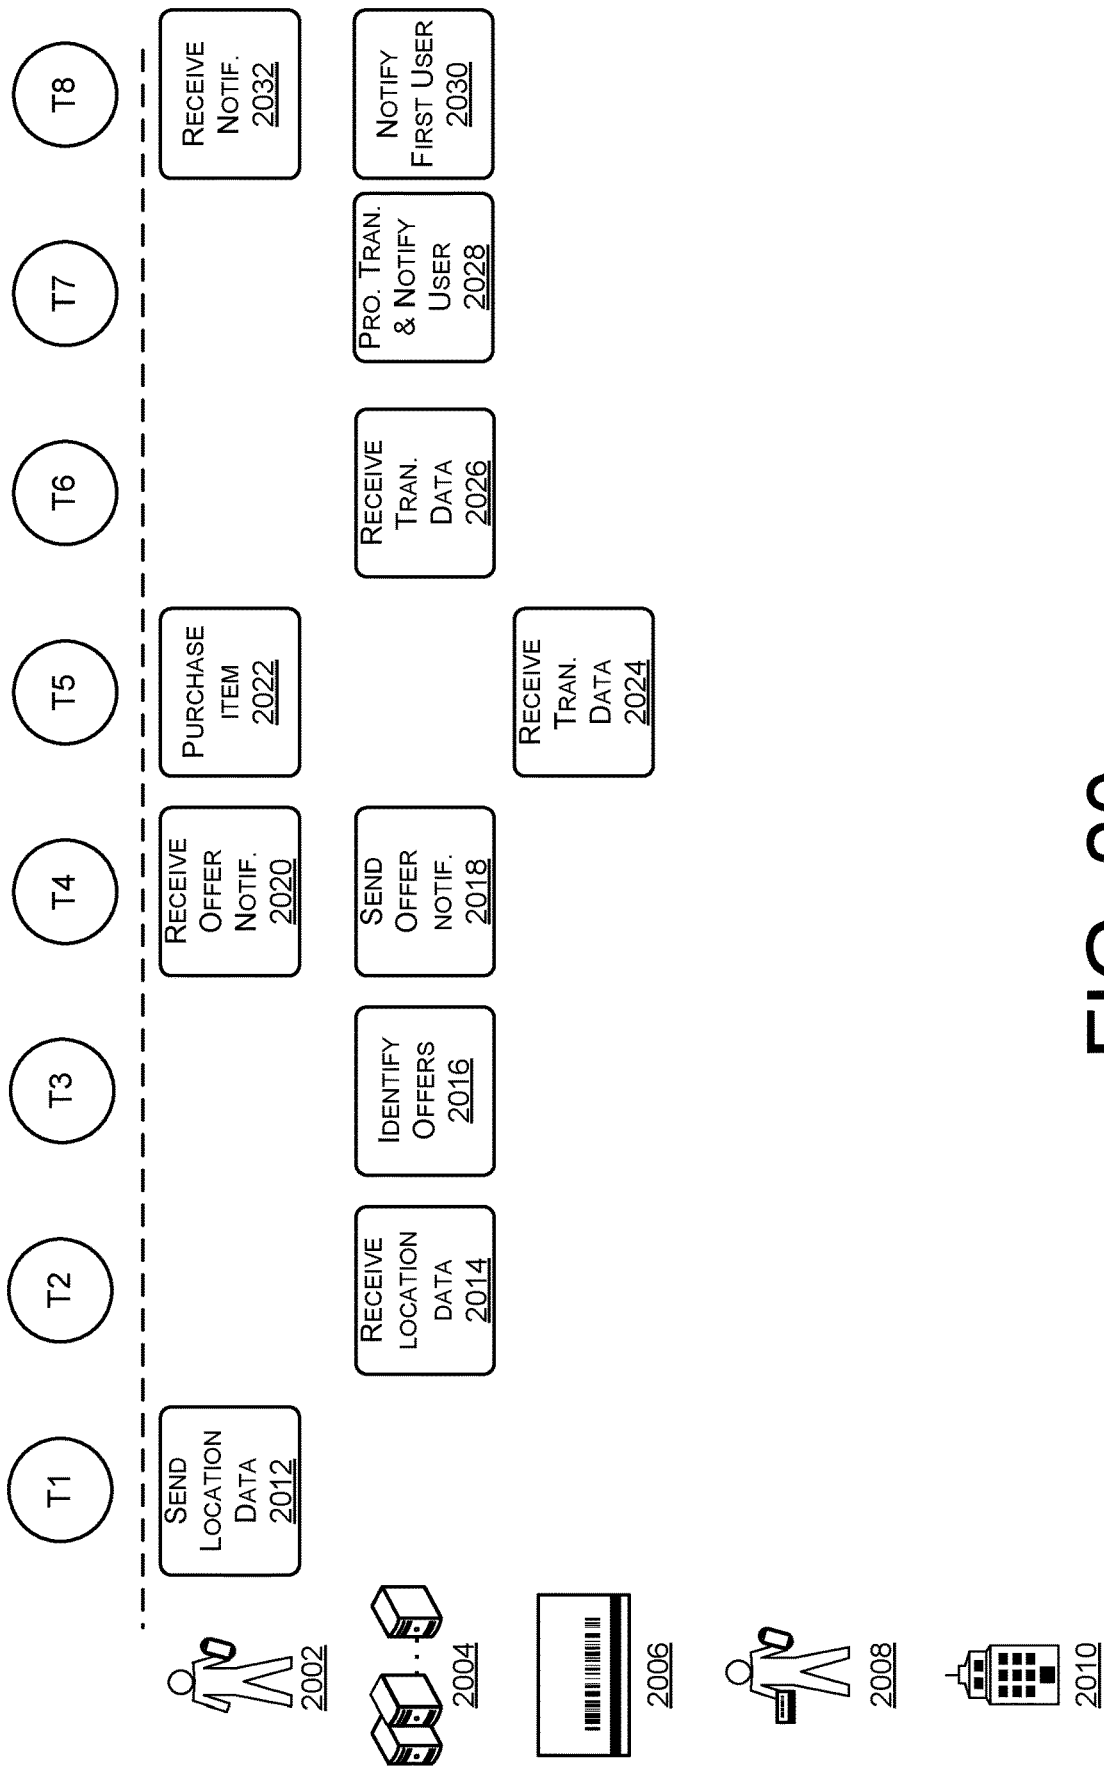 T1
T2
T3
T4
T5
T6
T7
T8
2002
SEND
LOCATION
DATA
2012
RECEIVE
OFFER
NOTIF.
2020
PURCHASE
ITEM
2022
RECEIVE
NOTIF.
2032
2004
RECEIVE
LOCATION
DATA
2014
IDENTIFY
OFFERS
2016
SEND
OFFER
NOTIF.
2018
RECEIVE
TRAN.
DATA
2026
PRO. TRAN.
& NOTIFY
USER
2028
NOTIFY
FIRST USER
2030
2006
RECEIVE
TRAN.
DATA
2024
2008
2010